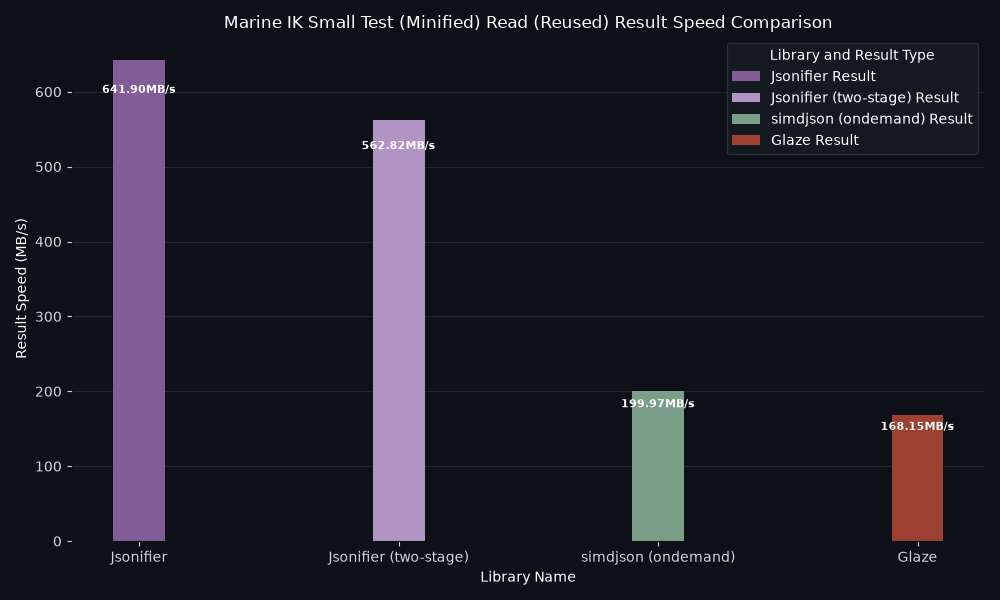 Marine IK Small Test (Minified) Read (Reused) Result Speed Comparison
Library and Result Type
Jsonifier Result
Jsonifier (two-stage) Result
simdjson (ondemand) Result
Glaze Result
Result Speed (MB/s)
600
500
400
300
200
100
0
641.90MB/s
562.82MB/s
199.97MB/s
168.15MB/s
Jsonifier
Jsonifier (two-stage)
simdjson (ondemand)
Glaze
Library Name